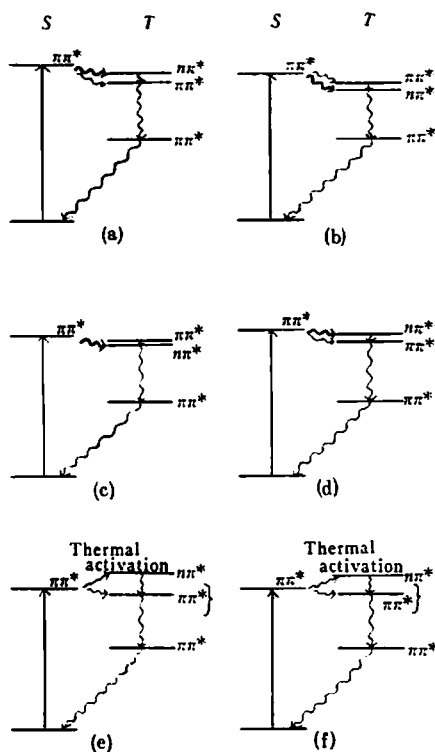 S T S T
ππ* nπ*
ππ*
ππ*
(a)
ππ* ππ*
nπ*
ππ*
(b)
ππ* ππ*
nπ*
ππ*
(c)
ππ* nπ*
ππ*
ππ*
(d)
Thermal
activation
ππ* nπ*
ππ* }
ππ*
(e)
Thermal
activation
ππ* nπ*
ππ* }
ππ*
(f)